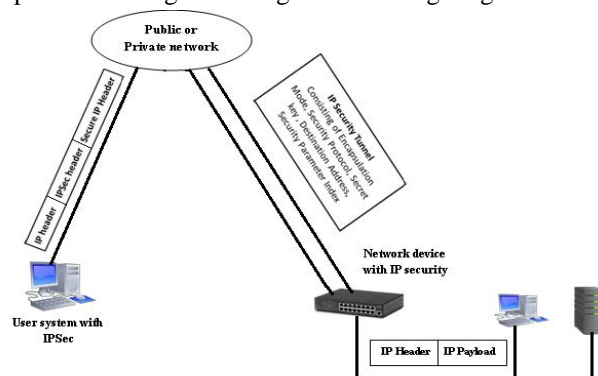 Public or
Private network
IP header IPSec header Secure IP Header
IP Security Tunnel
Consisting of Encapsulation
Mode, Security Protocol, Secret
key , Destination Address,
Security Parameter Index
Network device
with IP security
User system with
IPSec
IP Header IP Payload